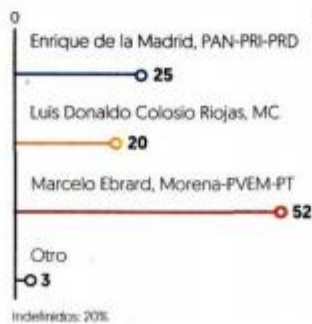 0
Enrique de la Madrid, PAN-PRI-PRD
25
Luis Donaldo Colosio Riojas, MC
20
Marcelo Ebrard, Morena-PVEM-PT
52
Otro
3
Indefinidos: 20%